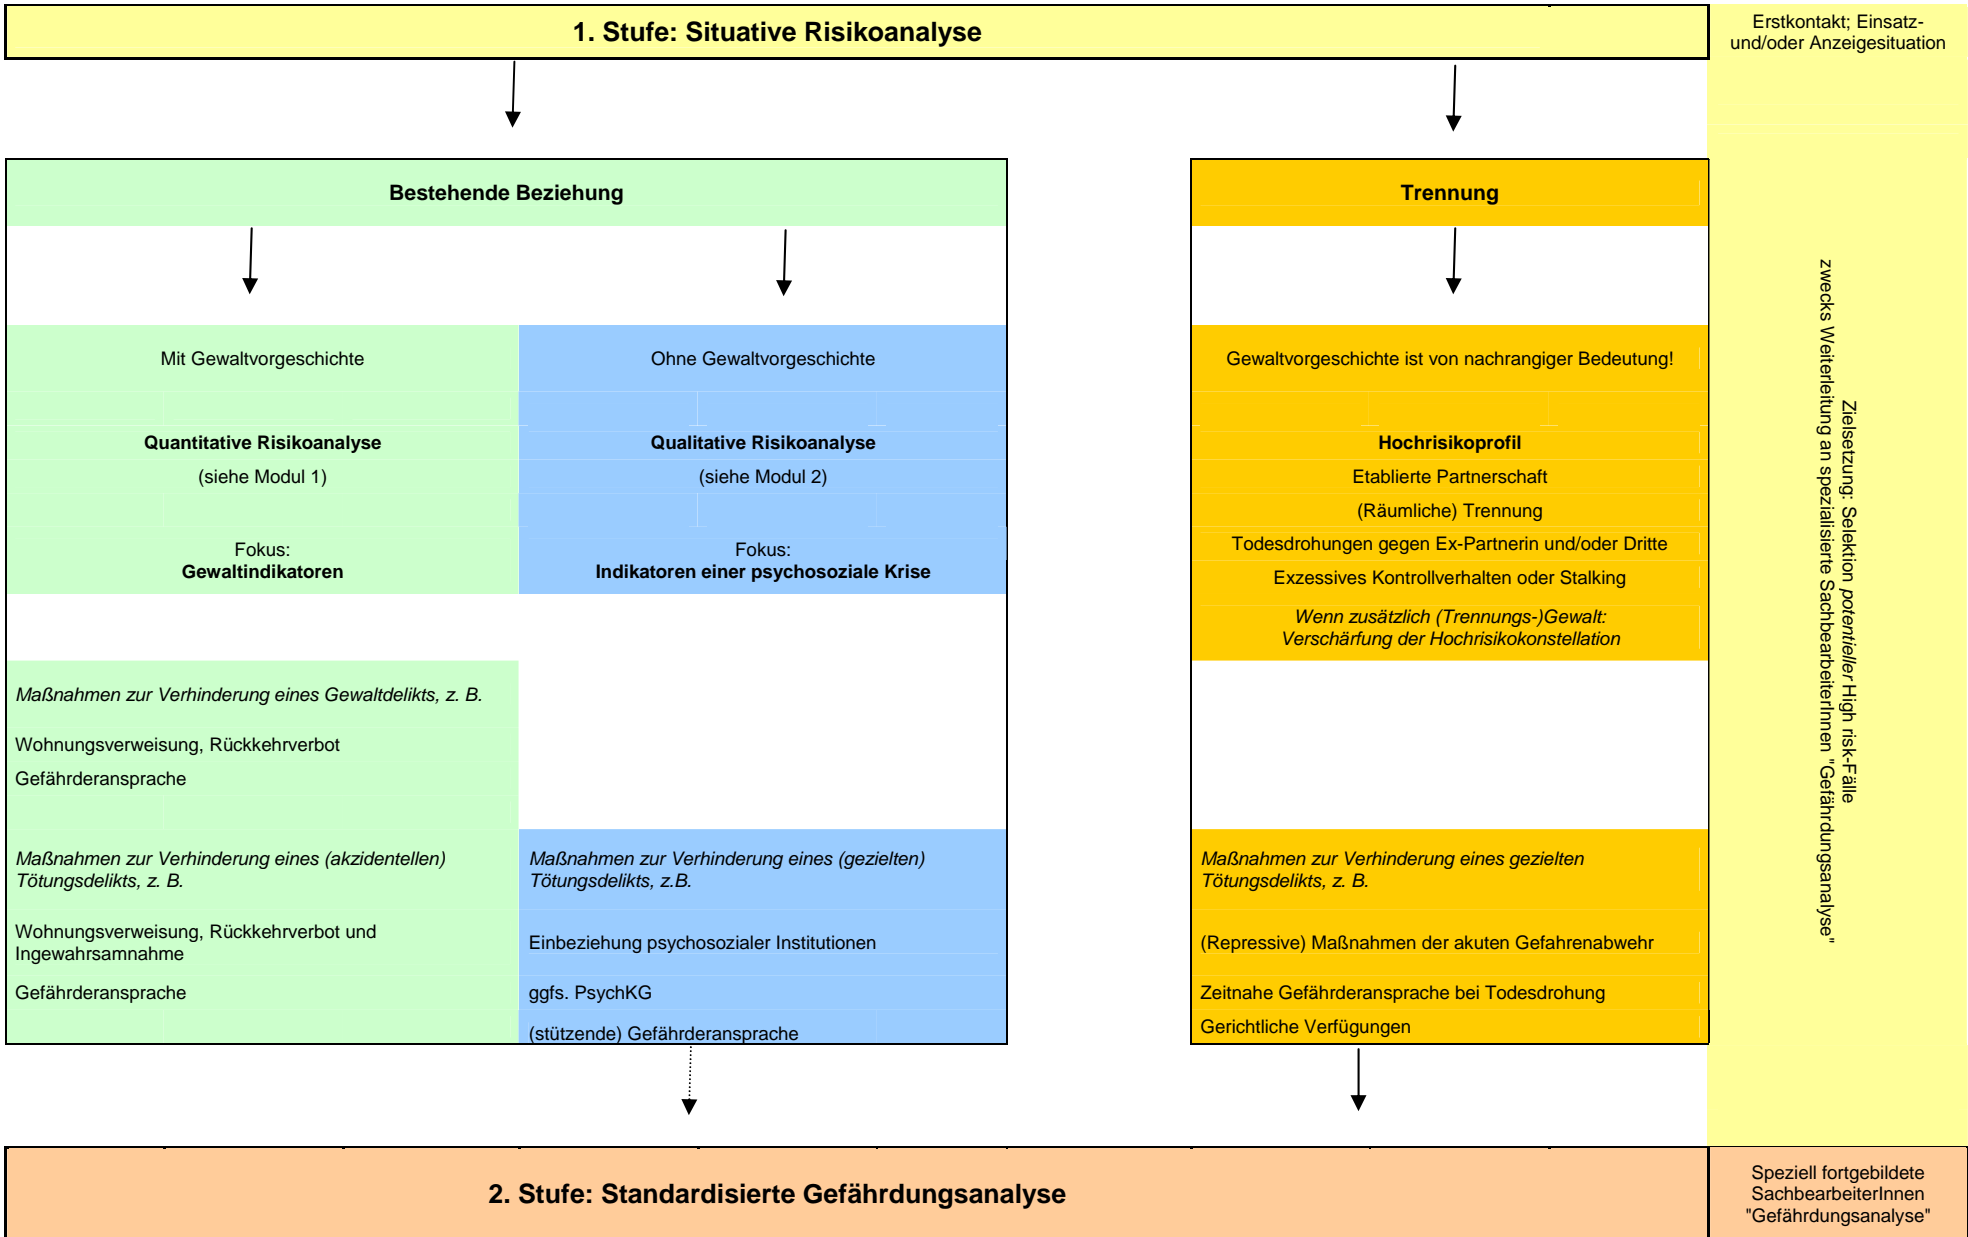 1. Stufe: Situative Risikoanalyse
Erstkontakt; Einsatz-
und/oder Anzeigesituation
Bestehende Beziehung
Trennung
Mit Gewaltvorgeschichte
Ohne Gewaltvorgeschichte
Gewaltvorgeschichte ist von nachrangiger Bedeutung!
Quantitative Risikoanalyse
(siehe Modul 1)
Qualitative Risikoanalyse
(siehe Modul 2)
Hochrisikoprofil
Etablierte Partnerschaft
(Räumliche) Trennung
Todesdrohungen gegen Ex-Partnerin und/oder Dritte
Exzessives Kontrollverhalten oder Stalking
Wenn zusätzlich (Trennungs-)Gewalt:
Verschärfung der Hochrisikokonstellation
Fokus:
Gewaltindikatoren
Fokus:
Indikatoren einer psychosoziale Krise
Maßnahmen zur Verhinderung eines Gewaltdelikts, z. B.
Wohnungsverweisung, Rückkehrverbot
Gefährderansprache
Maßnahmen zur Verhinderung eines (akzidentellen)
Tötungsdelikts, z. B.
Wohnungsverweisung, Rückkehrverbot und
Ingewahrsamnahme
Gefährderansprache
Maßnahmen zur Verhinderung eines (gezielten)
Tötungsdelikts, z.B.
Einbeziehung psychosozialer Institutionen
ggfs. PsychKG
(stützende) Gefährderansprache
Maßnahmen zur Verhinderung eines gezielten
Tötungsdelikts, z. B.
(Repressive) Maßnahmen der akuten Gefahrenabwehr
Zeitnahe Gefährderansprache bei Todesdrohung
Gerichtliche Verfügungen
Zielsetzung: Selektion potentieller High risk-Fälle
zwecks Weiterleitung an spezialisierte SachbearbeiterInnen "Gefährdungsanalyse"
2. Stufe: Standardisierte Gefährdungsanalyse
Speziell fortgebildete
SachbearbeiterInnen
"Gefährdungsanalyse"